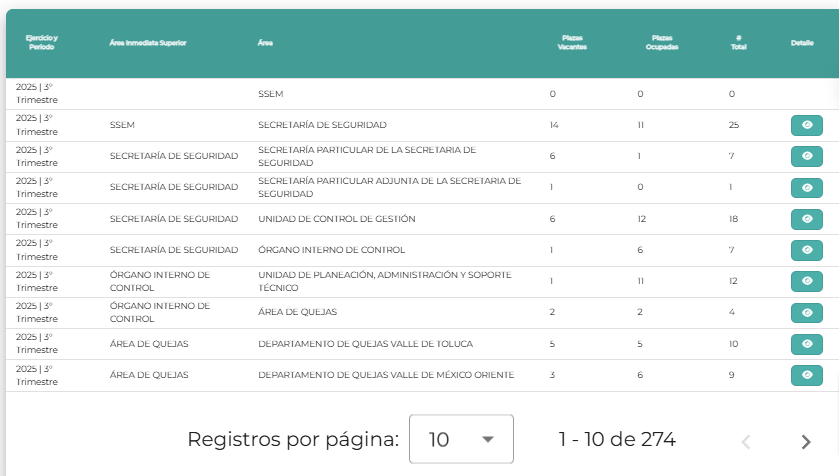 Ejercicio y Periodo Área Inmediata Superior Área Plazas Vacantes Plazas Ocupadas # Total Detalle
2025 | 3° Trimestre SSEM 0 0 0
2025 | 3° Trimestre SSEM SECRETARÍA DE SEGURIDAD 14 11 25
2025 | 3° Trimestre SECRETARÍA DE SEGURIDAD SECRETARÍA PARTICULAR DE LA SECRETARIA DE SEGURIDAD 6 1 7
2025 | 3° Trimestre SECRETARÍA DE SEGURIDAD SECRETARÍA PARTICULAR ADJUNTA DE LA SECRETARIA DE SEGURIDAD 1 0 1
2025 | 3° Trimestre SECRETARÍA DE SEGURIDAD UNIDAD DE CONTROL DE GESTIÓN 6 12 18
2025 | 3° Trimestre SECRETARÍA DE SEGURIDAD ÓRGANO INTERNO DE CONTROL 1 6 7
2025 | 3° Trimestre ÓRGANO INTERNO DE CONTROL UNIDAD DE PLANEACIÓN, ADMINISTRACIÓN Y SOPORTE TÉCNICO 1 11 12
2025 | 3° Trimestre ÓRGANO INTERNO DE CONTROL ÁREA DE QUEJAS 2 2 4
2025 | 3° Trimestre ÁREA DE QUEJAS DEPARTAMENTO DE QUEJAS VALLE DE TOLUCA 5 5 10
2025 | 3° Trimestre ÁREA DE QUEJAS DEPARTAMENTO DE QUEJAS VALLE DE MÉXICO ORIENTE 3 6 9
Registros por página: 10 1 - 10 de 274